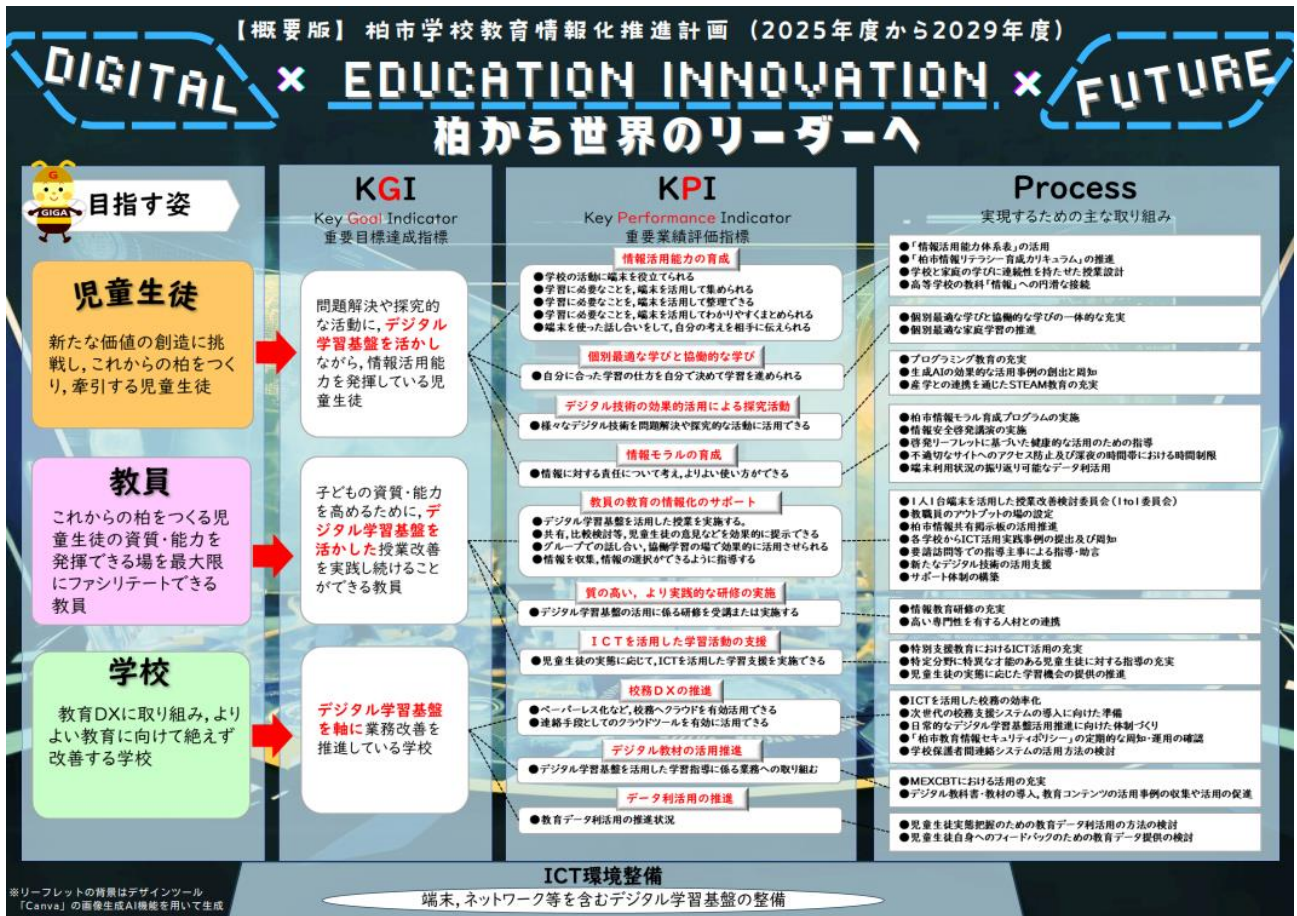 【概要版】 柏市学校教育情報化推進計画 (2025年度から2029年度)
DIGITAL × EDUCATION INNOVATION × FUTURE
柏から世界のリーダーへ
G
GIGA
目指す姿
児童生徒
新たな価値の創造に挑
戦し,これからの柏をつく
り,牽引する児童生徒
教員
これからの柏をつくる児
童生徒の資質・能力を
発揮できる場を最大限
にファシリテートできる
教員
学校
教育DXに取り組み,より
よい教育に向けて絶えず
改善する学校
KGI
Key Goal Indicator
重要目標達成指標
問題解決や探究的
な活動に,デジタル
学習基盤を活かし
ながら,情報活用能
力を発揮している児
童生徒
子どもの資質・能力
を高めるために,デ
ジタル学習基盤を
活かした授業改善
を実践し続けること
ができる教員
デジタル学習基盤
を軸に業務改善を
推進している学校
KPI
Key Performance Indicator
重要業績評価指標
情報活用能力の育成
●学校の活動に端末を役立てられる
●学習に必要なことを,端末を活用して集められる
●学習に必要なことを,端末を活用して整理できる
●学習に必要なことを,端末を活用してわかりやすくまとめられる
●端末を使った話し合いをして,自分の考えを相手に伝えられる
個別最適な学びと協働的な学び
●自分に合った学習の仕方を自分で決めて学習を進められる
デジタル技術の効果的活用による探究活動
●様々なデジタル技術を問題解決や探究的な活動に活用できる
情報モラルの育成
●情報に対する責任について考え,よりよい使い方ができる
教員の教育の情報化のサポート
●デジタル学習基盤を活用した授業を実施する。
●共有,比較検討等,児童生徒の意見などを効果的に提示できる
●グループでの話し合い,協働学習の場で効果的に活用させられる
●情報を収集,情報の選択ができるように指導する
質の高い,より実践的な研修の実施
●デジタル学習基盤の活用に係る研修を受講または実施する
ICTを活用した学習活動の支援
●児童生徒の実態に応じて,ICTを活用した学習支援を実施できる
校務DXの推進
●ペーパーレス化など,校務へクラウドを有効活用できる
●連絡手段としてのクラウドツールを有効に活用できる
デジタル教材の活用推進
●デジタル学習基盤を活用した学習指導に係る業務への取り組む
データ利活用の推進
●教育データ利活用の推進状況
Process
実現するための主な取り組み
●「情報活用能力体系表」の活用
●「柏市情報リテラシー育成カリキュラム」の推進
●学校と家庭の学びに連続性を持たせた授業設計
●高等学校の教科「情報」への円滑な接続
●個別最適な学びと協働的な学びの一体的な充実
●個別最適な家庭学習の推進
●プログラミング教育の充実
●生成AIの効果的な活用事例の創出と周知
●産学との連携を通じたSTEAM教育の充実
●柏市情報モラル育成プログラムの実施
●情報安全啓発講演の実施
●啓発リーフレットに基づいた健康的な活用のための指導
●不適切なサイトへのアクセス防止及び深夜の時間帯における時間制限
●端末利用状況の振り返り可能なデータ利活用
●1人1台端末を活用した授業改善検討委員会(1to1委員会)
●教職員のアウトプットの場の設定
●柏市情報共有掲示板の活用推進
●各学校からICT活用実践事例の提出及び周知
●要請訪問等での指導主事による指導・助言
●新たなデジタル技術の活用支援
●サポート体制の構築
●情報教育研修の充実
●高い専門性を有する人材との連携
●特別支援教育におけるICT活用の充実
●特定分野に特異な才能のある児童生徒に対する指導の充実
●児童生徒の実態に応じた学習機会の提供の推進
●ICTを活用した校務の効率化
●次世代の校務支援システムの導入に向けた準備
●日常的なデジタル学習基盤活用推進に向けた体制づくり
●「柏市教育情報セキュリティポリシー」の定期的な周知・運用の確認
●学校保護者間連絡システムの活用方法の検討
●MEXCBTにおける活用の充実
●デジタル教科書・教材の導入,教育コンテンツの活用事例の収集や活用の促進
●児童生徒実態把握のための教育データ利活用の方法の検討
●児童生徒自身へのフィードバックのための教育データ提供の検討
ICT環境整備
端末,ネットワーク等を含むデジタル学習基盤の整備
※リーフレットの背景はデザインツール
「Canva」の画像生成AI機能を用いて生成